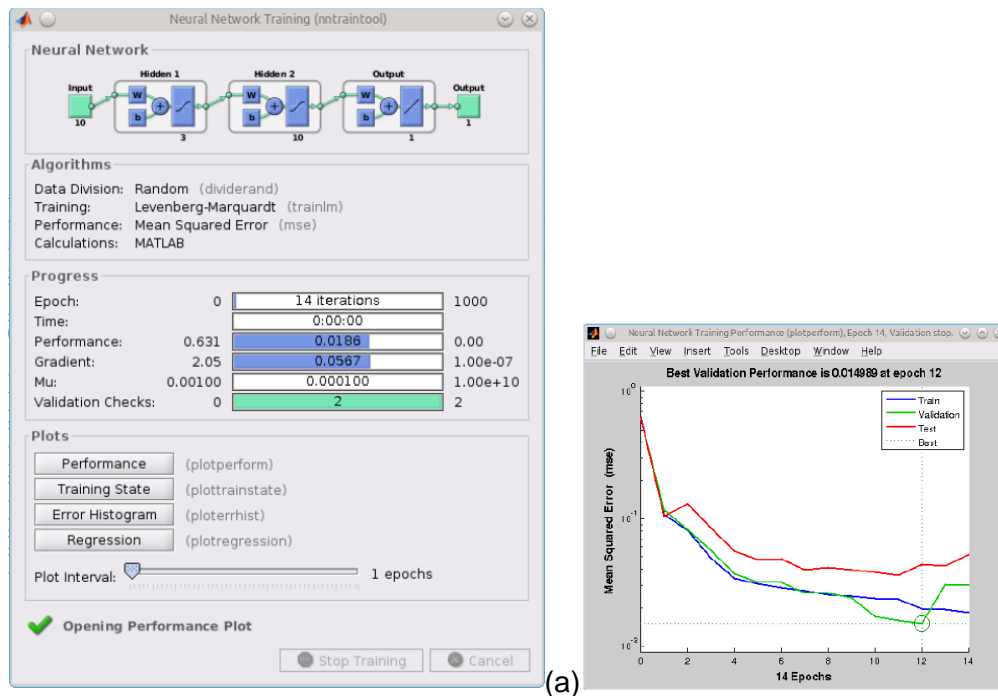 Neural Network Training (nntraintool)
Neural Network
Hidden 1 Hidden 2 Output
Input Output
W W W
b b b
10 3 10 1 1
Algorithms
Data Division: Random (dividerand)
Training: Levenberg-Marquardt (trainlm)
Performance: Mean Squared Error (mse)
Calculations: MATLAB
Progress
Epoch: 0 14 iterations 1000
Time: 0:00:00
Performance: 0.631 0.0186 0.00
Gradient: 2.05 0.0567 1.00e-07
Mu: 0.00100 0.000100 1.00e+10
Validation Checks: 0 2 2
Plots
Performance (plotperform)
Training State (plottrainstate)
Error Histogram (ploterrhist)
Regression (plotregression)
Plot Interval: 1 epochs
Opening Performance Plot
Stop Training Cancel
(a)
Neural Network Training Performance (plotperform), Epoch 14, Validation stop.
File Edit View Insert Tools Desktop Window Help
Best Validation Performance is 0.014989 at epoch 12
Train
Validation
Test
Best
Mean Squared Error (mse)
10^0
10^-1
10^-2
0 2 4 6 8 10 12 14
14 Epochs